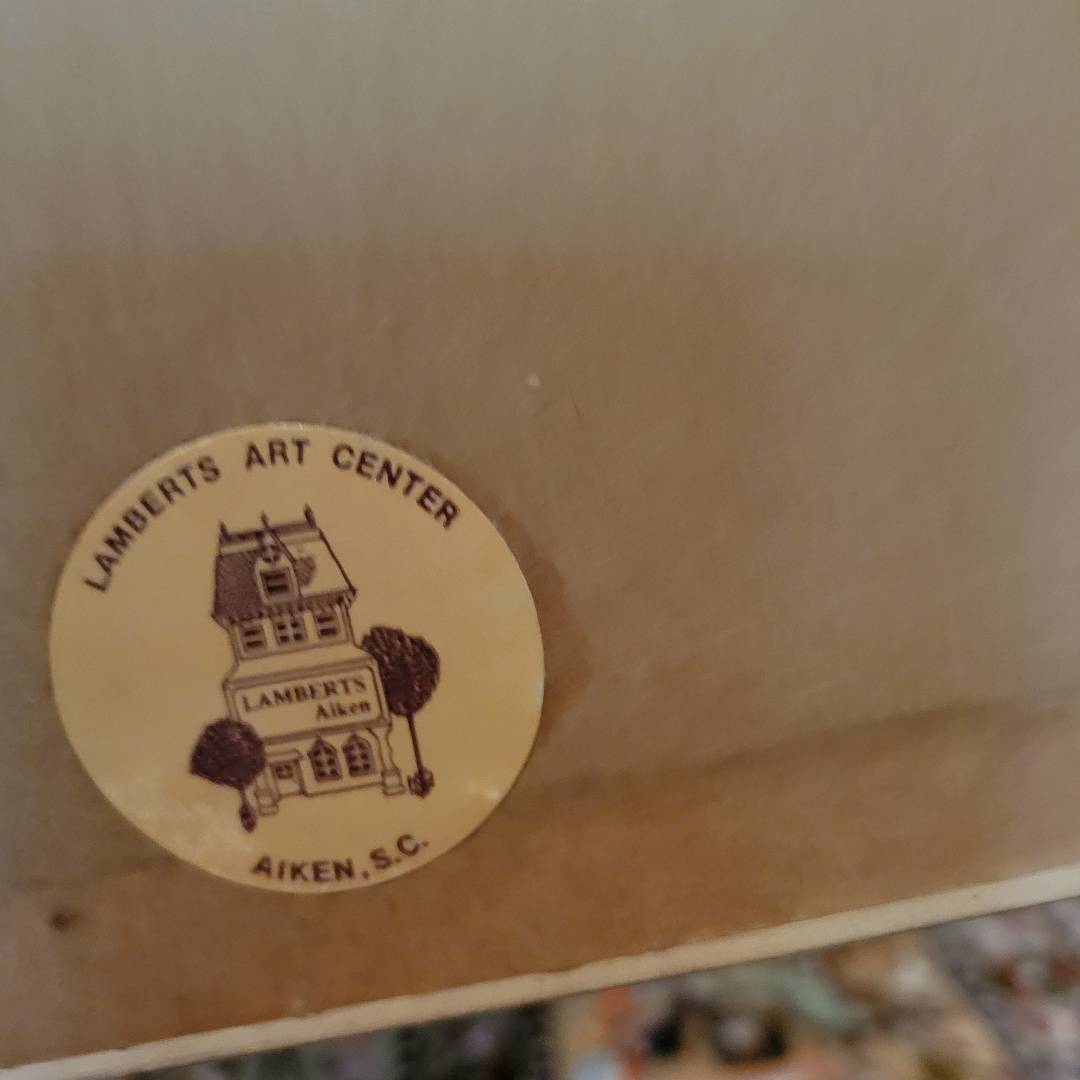 LAMBERTS ART CENTER
LAMBERTS
Aiken
AIKEN, S.C.